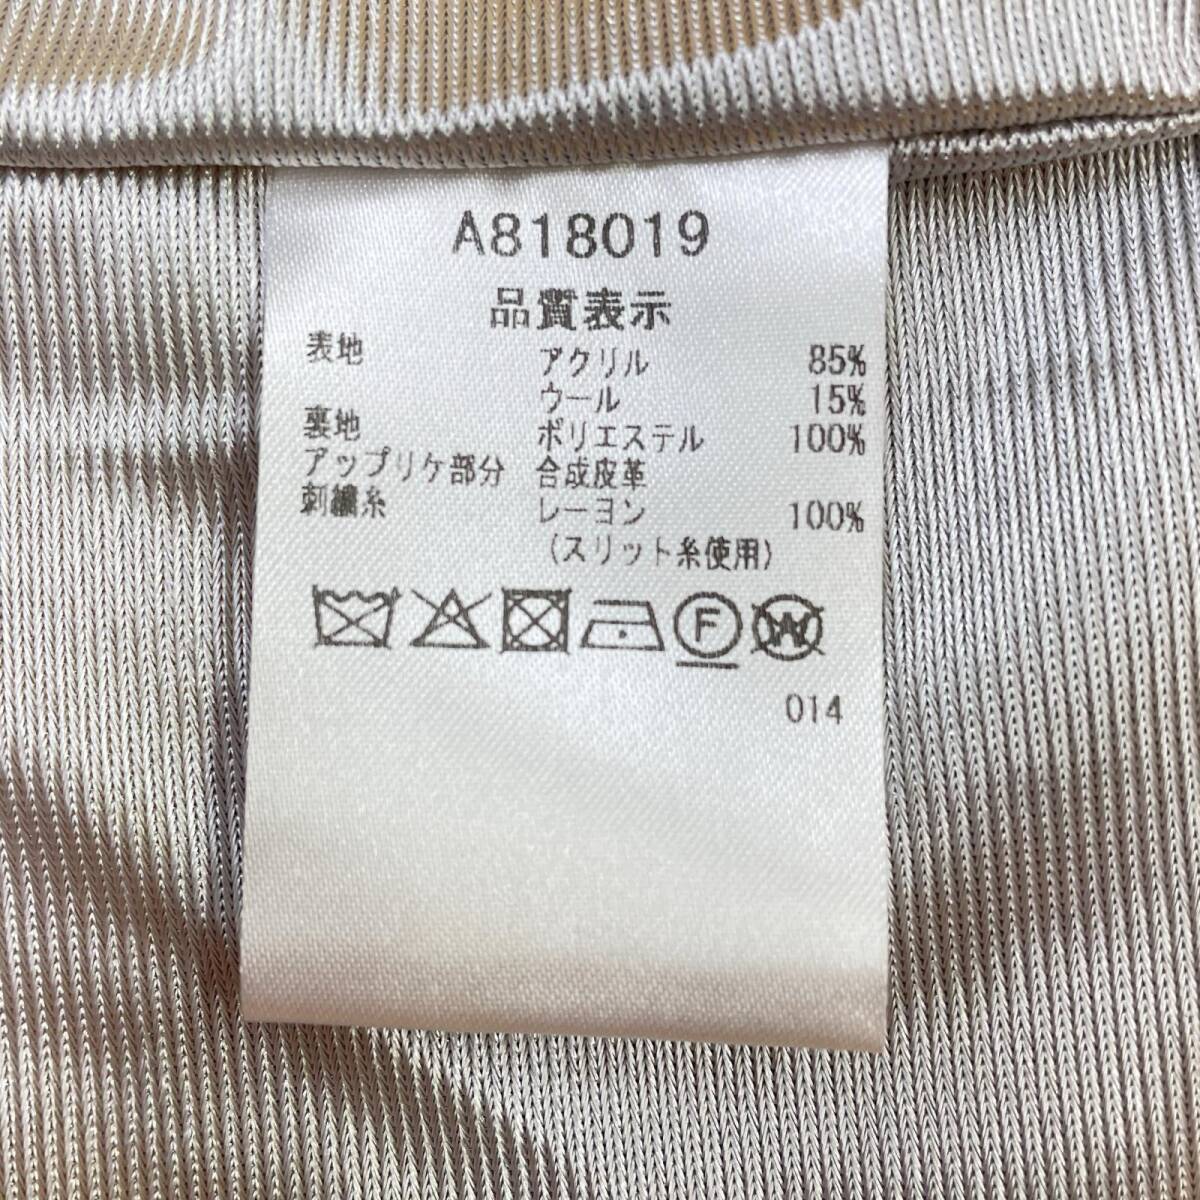 A818019
品質表示
表地 アクリル 85%
ウール 15%
裏地 ポリエステル 100%
アップリケ部分 合成皮革
刺繍糸 レーヨン 100%
(スリット糸使用)
F W
014